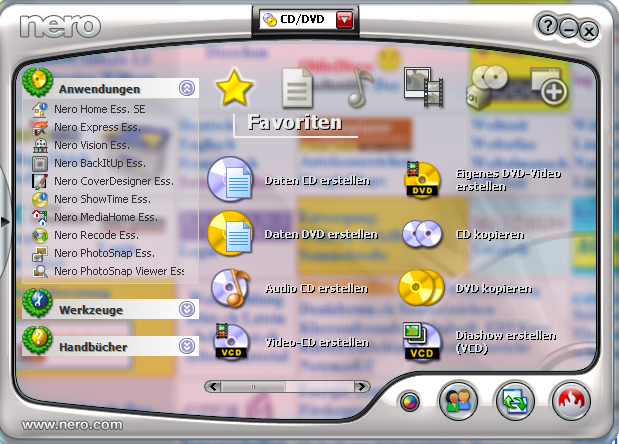 nero
CD/DVD
Anwendungen
Nero Home Ess. SE
Nero Express Ess.
Nero Vision Ess.
Nero BackItUp Ess.
Nero CoverDesigner Ess.
Nero ShowTime Ess.
Nero MediaHome Ess.
Nero Recode Ess.
Nero PhotoSnap Ess.
Nero PhotoSnap Viewer Ess
Werkzeuge
Handbücher
Favoriten
Daten CD erstellen
Eigenes DVD-Video
erstellen
DVD
Daten DVD erstellen
CD kopieren
Audio CD erstellen
DVD kopieren
Video-CD erstellen
VCD
Diashow erstellen
(VCD)
VCD
www.nero.com